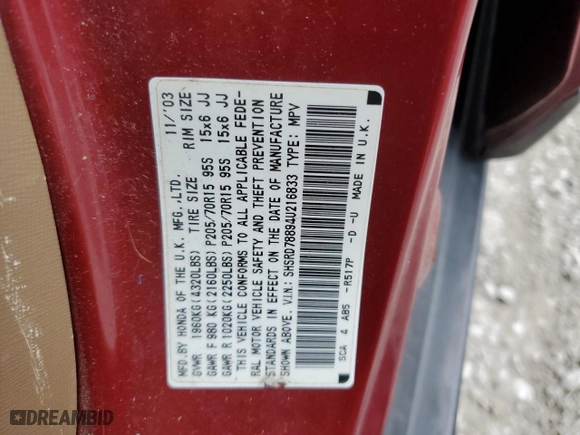 MFD.BY HONDA OF THE U.K. MFG.,LTD. 11/'03
GVWR 1960KG(4320LBS) TIRE SIZE RIM SIZE
GAWR F 980 KG(2160LBS)P205/70R15 95S 15x6 JJ
GAWR R 1020KG(2250LBS)P205/70R15 95S 15x6 JJ
THIS VEHICLE CONFORMS TO ALL APPLICABLE FEDE-
RAL MOTOR VEHICLE SAFETY AND THEFT PREVENTION
STANDARDS IN EFFECT ON THE DATE OF MANUFACTURE
SHOWN ABOVE. V.I.N: SHSRD78894U216833 TYPE: MPV
SCA 4 AB5 -R517P -D -U MADE IN U.K.
DREAMBID